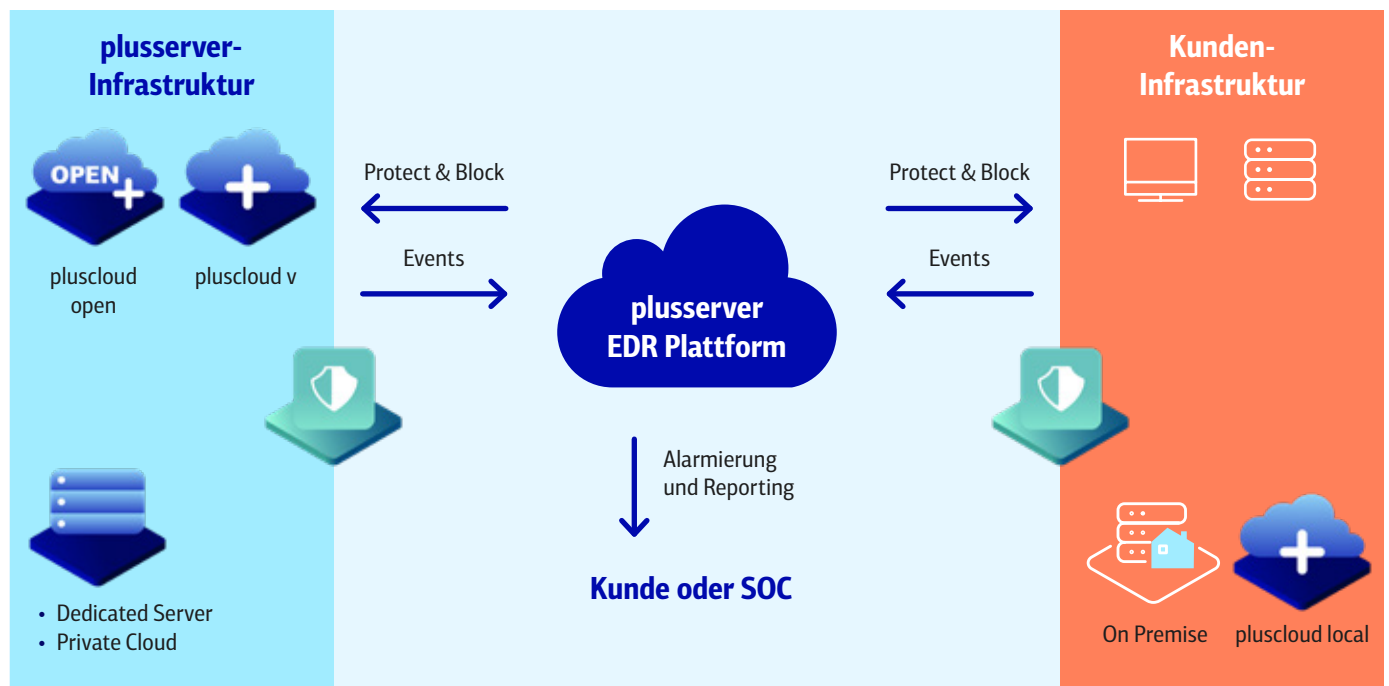 plusserver-
Infrastruktur
OPEN
pluscloud
open
pluscloud v
• Dedicated Server
• Private Cloud
Protect & Block
Events
plusserver
EDR Plattform
Alarmierung
und Reporting
Kunde oder SOC
Protect & Block
Events
Kunden-
Infrastruktur
On Premise
pluscloud local